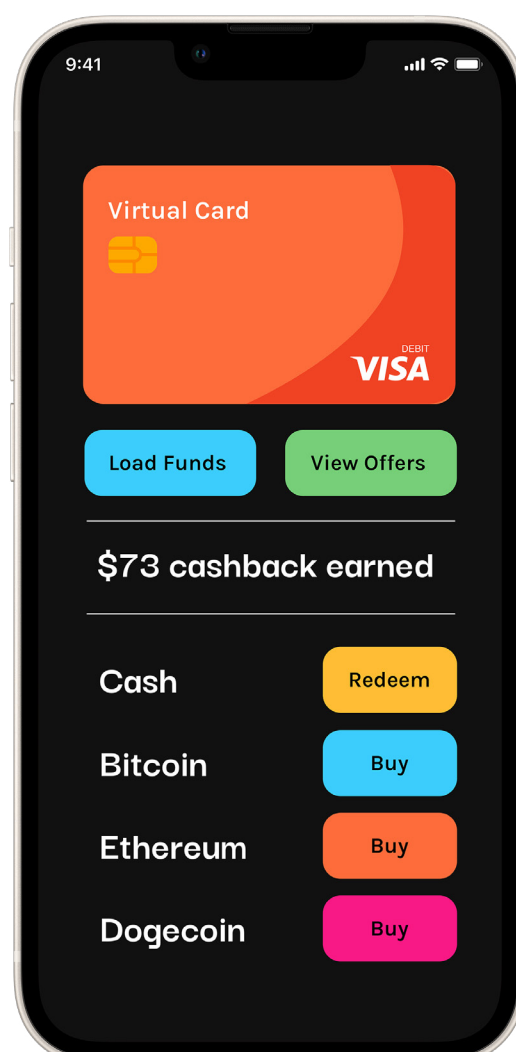 9:41
Virtual Card
DEBIT
VISA
Load Funds View Offers
$73 cashback earned
Cash Redeem
Bitcoin Buy
Ethereum Buy
Dogecoin Buy